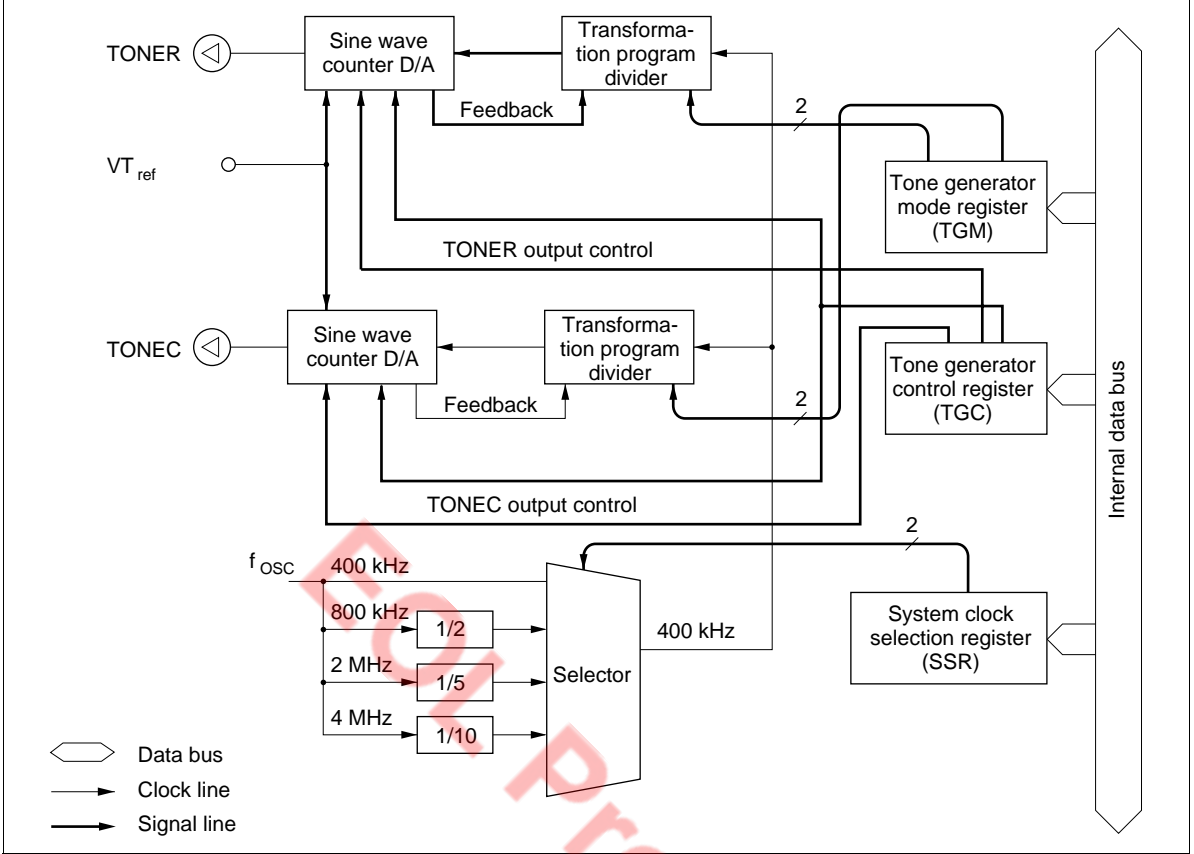 TONER
Sine wave
counter D/A
Transforma-
tion program
divider
Feedback
2
VT ref
Tone generator
mode register
(TGM)
TONER output control
TONEC
Sine wave
counter D/A
Transforma-
tion program
divider
Feedback
2
Tone generator
control register
(TGC)
Internal data bus
TONEC output control
2
f OSC
400 kHz
800 kHz
1/2
2 MHz
1/5
4 MHz
1/10
Selector
400 kHz
System clock
selection register
(SSR)
Data bus
Clock line
Signal line
EOL Pro